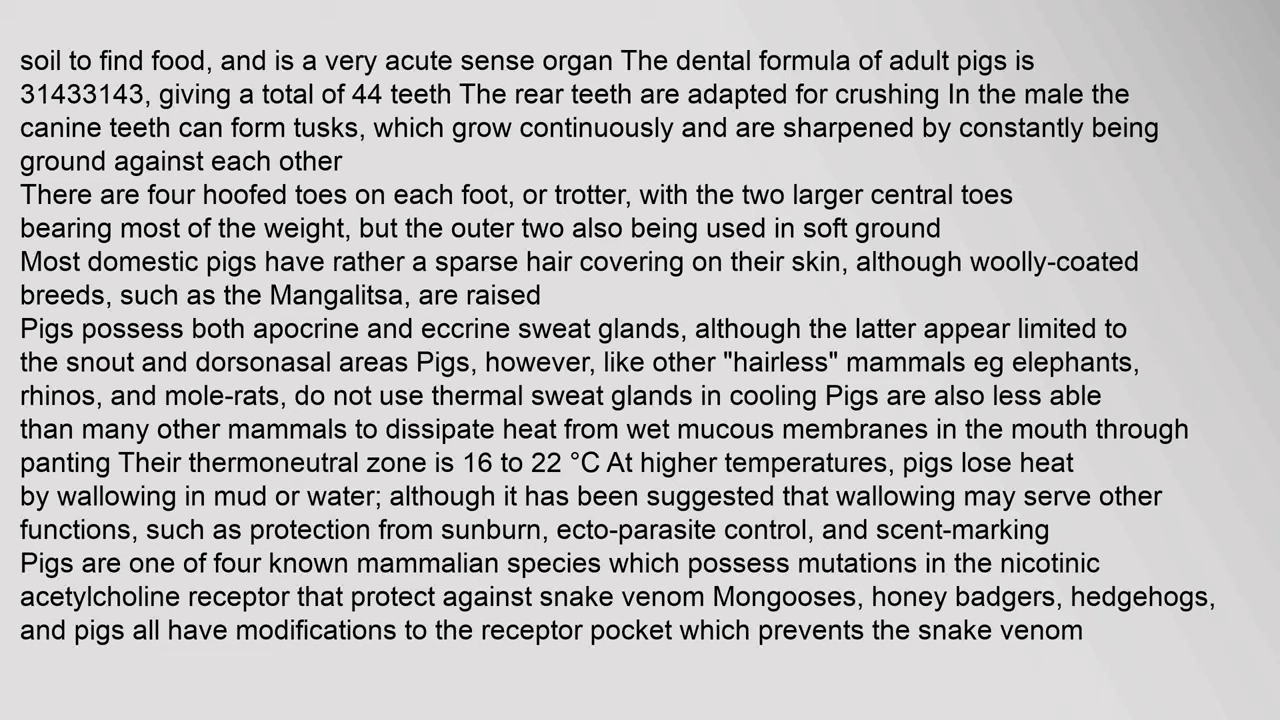 soil to find food, and is a very acute sense organ The dental formula of adult pigs is
31433143, giving a total of 44 teeth The rear teeth are adapted for crushing In the male the
canine teeth can form tusks, which grow continuously and are sharpened by constantly being
ground against each other
There are four hoofed toes on each foot, or trotter, with the two larger central toes
bearing most of the weight, but the outer two also being used in soft ground
Most domestic pigs have rather a sparse hair covering on their skin, although woolly-coated
breeds, such as the Mangalitsa, are raised
Pigs possess both apocrine and eccrine sweat glands, although the latter appear limited to
the snout and dorsonasal areas Pigs, however, like other "hairless" mammals eg elephants,
rhinos, and mole-rats, do not use thermal sweat glands in cooling Pigs are also less able
than many other mammals to dissipate heat from wet mucous membranes in the mouth through
panting Their thermoneutral zone is 16 to 22 °C At higher temperatures, pigs lose heat
by wallowing in mud or water; although it has been suggested that wallowing may serve other
functions, such as protection from sunburn, ecto-parasite control, and scent-marking
Pigs are one of four known mammalian species which possess mutations in the nicotinic
acetylcholine receptor that protect against snake venom Mongooses, honey badgers, hedgehogs,
and pigs all have modifications to the receptor pocket which prevents the snake venom